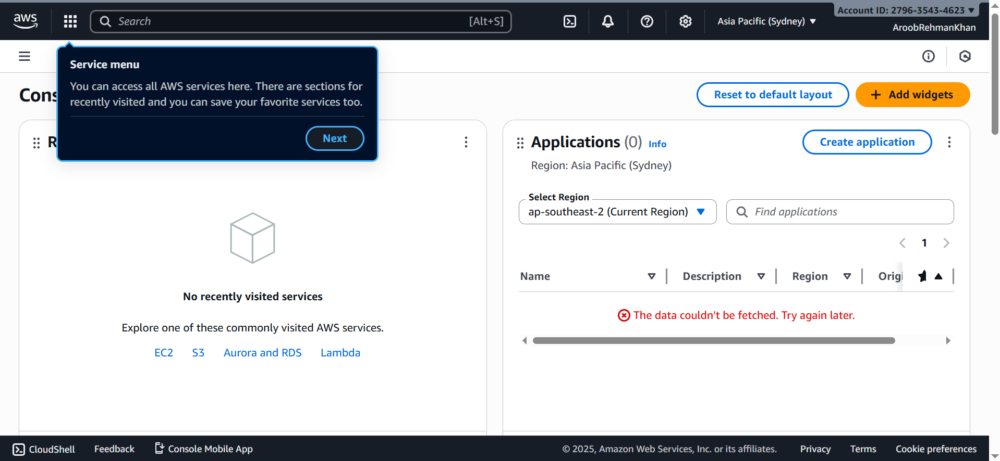 aws
Search
[Alt+S]
Asia Pacific (Sydney)
Account ID: 2796-3543-4623
AroobRehmanKhan
Service menu
You can access all AWS services here. There are sections for
recently visited and you can save your favorite services too.
Next
Cons
Reset to default layout
+ Add widgets
R
No recently visited services
Explore one of these commonly visited AWS services.
EC2 S3 Aurora and RDS Lambda
Applications (0) Info
Create application
Region: Asia Pacific (Sydney)
Select Region
ap-southeast-2 (Current Region)
Find applications
1
Name Description Region Origi
The data couldn't be fetched. Try again later.
CloudShell Feedback Console Mobile App © 2025, Amazon Web Services, Inc. or its affiliates. Privacy Terms Cookie preferences